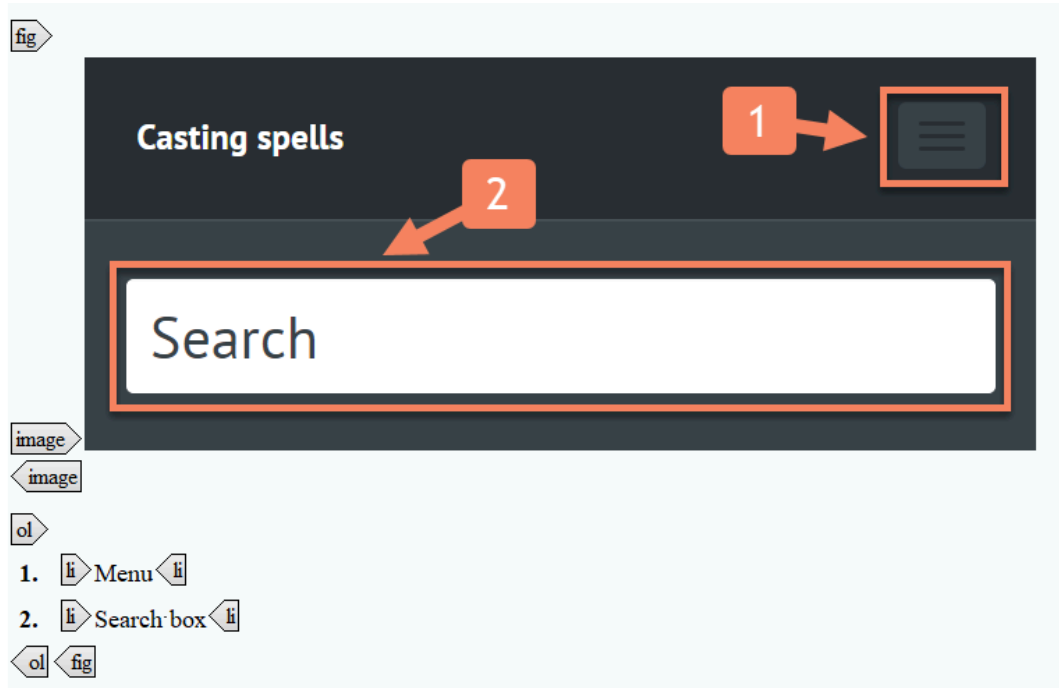 fig
Casting spells
1
2
Search
image
image
ol
1. li Menu li
2. li Search box li
ol fig